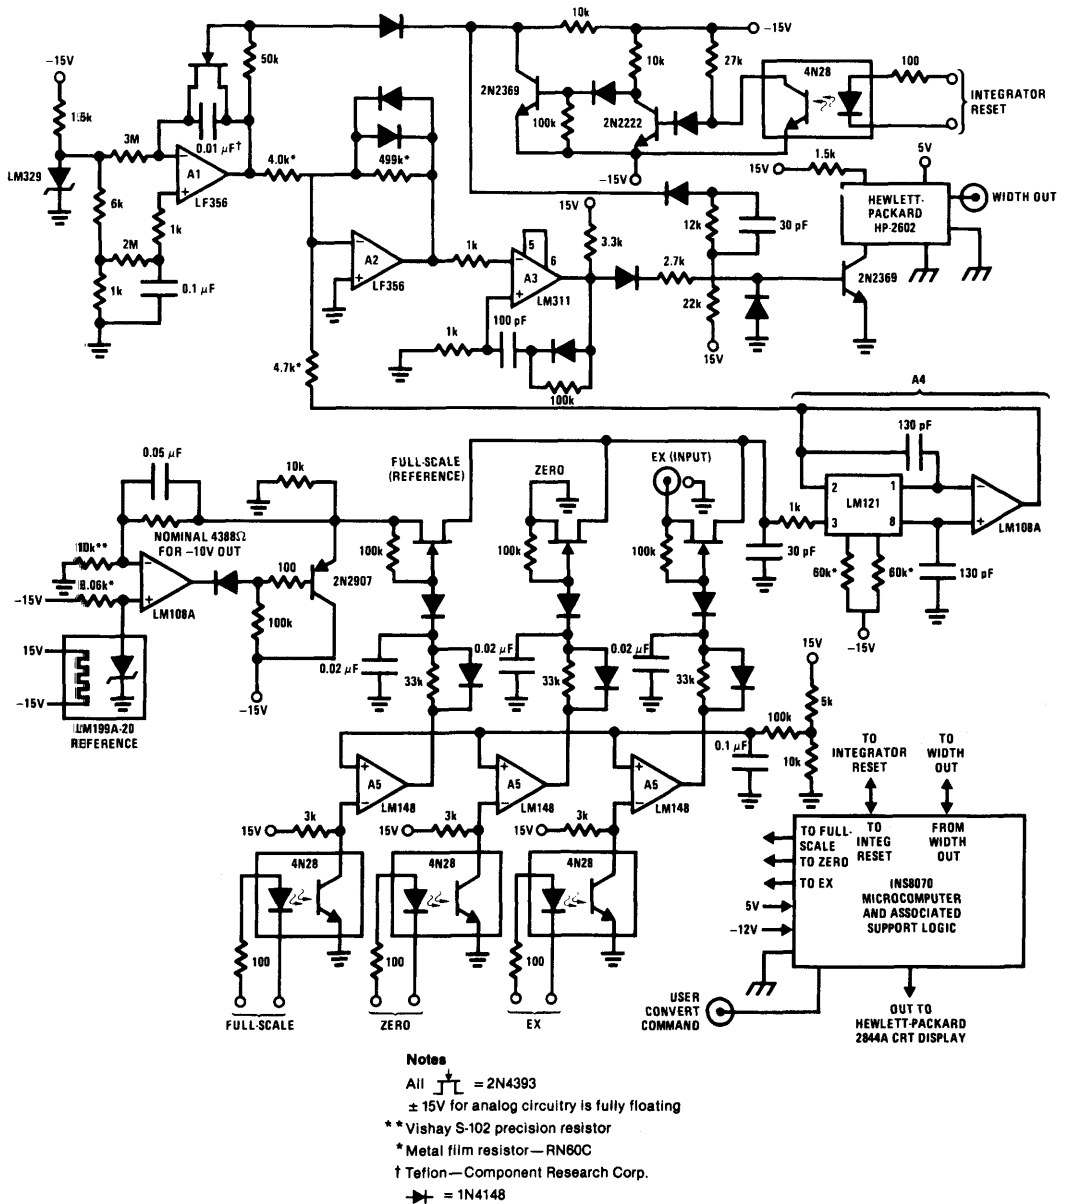 10k
−15V
−15V
50k
10k
27k
4N28
100
INTEGRATOR
RESET
2N2369
100k
2N2222
1.5k
3M
0.01 µF†
A1
LF356
4.0k*
499k*
−15V
15V
1.5k
5V
LM329
6k
1k
2M
1k
0.1 µF
HEWLETT-
PACKARD
HP-2602
WIDTH OUT
12k
30 pF
15V
3.3k
A2
LF356
1k
5
6
A3
LM311
2.7k
2N2369
22k
15V
1k
100 pF
100k
4.7k*
A4
0.05 µF
10k
FULL-SCALE
(REFERENCE)
ZERO
EX (INPUT)
130 pF
2
1
LM121
3
8
LM108A
1k
NOMINAL 4388Ω
FOR −10V OUT
10k**
8.06k*
−15V
LM108A
100
2N2907
100k
100k
100k
100k
30 pF
60k*
60k*
130 pF
−15V
15V
−15V
LM199A-20
REFERENCE
−15V
0.02 µF
33k
0.02 µF
33k
0.02 µF
33k
15V
5k
100k
10k
0.1 µF
A5
LM148
A5
LM148
A5
LM148
15V
3k
15V
3k
15V
3k
4N28
4N28
4N28
100
100
100
FULL-SCALE
ZERO
EX
TO
INTEGRATOR
RESET
TO
WIDTH
OUT
TO FULL-
SCALE
TO ZERO
TO EX
TO
INTEG
RESET
FROM
WIDTH
OUT
5V
−12V
INS8070
MICROCOMPUTER
AND ASSOCIATED
SUPPORT LOGIC
USER
CONVERT
COMMAND
OUT TO
HEWLETT-PACKARD
2844A CRT DISPLAY
Notes
All = 2N4393
± 15V for analog circuitry is fully floating
** Vishay S-102 precision resistor
* Metal film resistor—RN60C
† Teflon—Component Research Corp.
= 1N4148